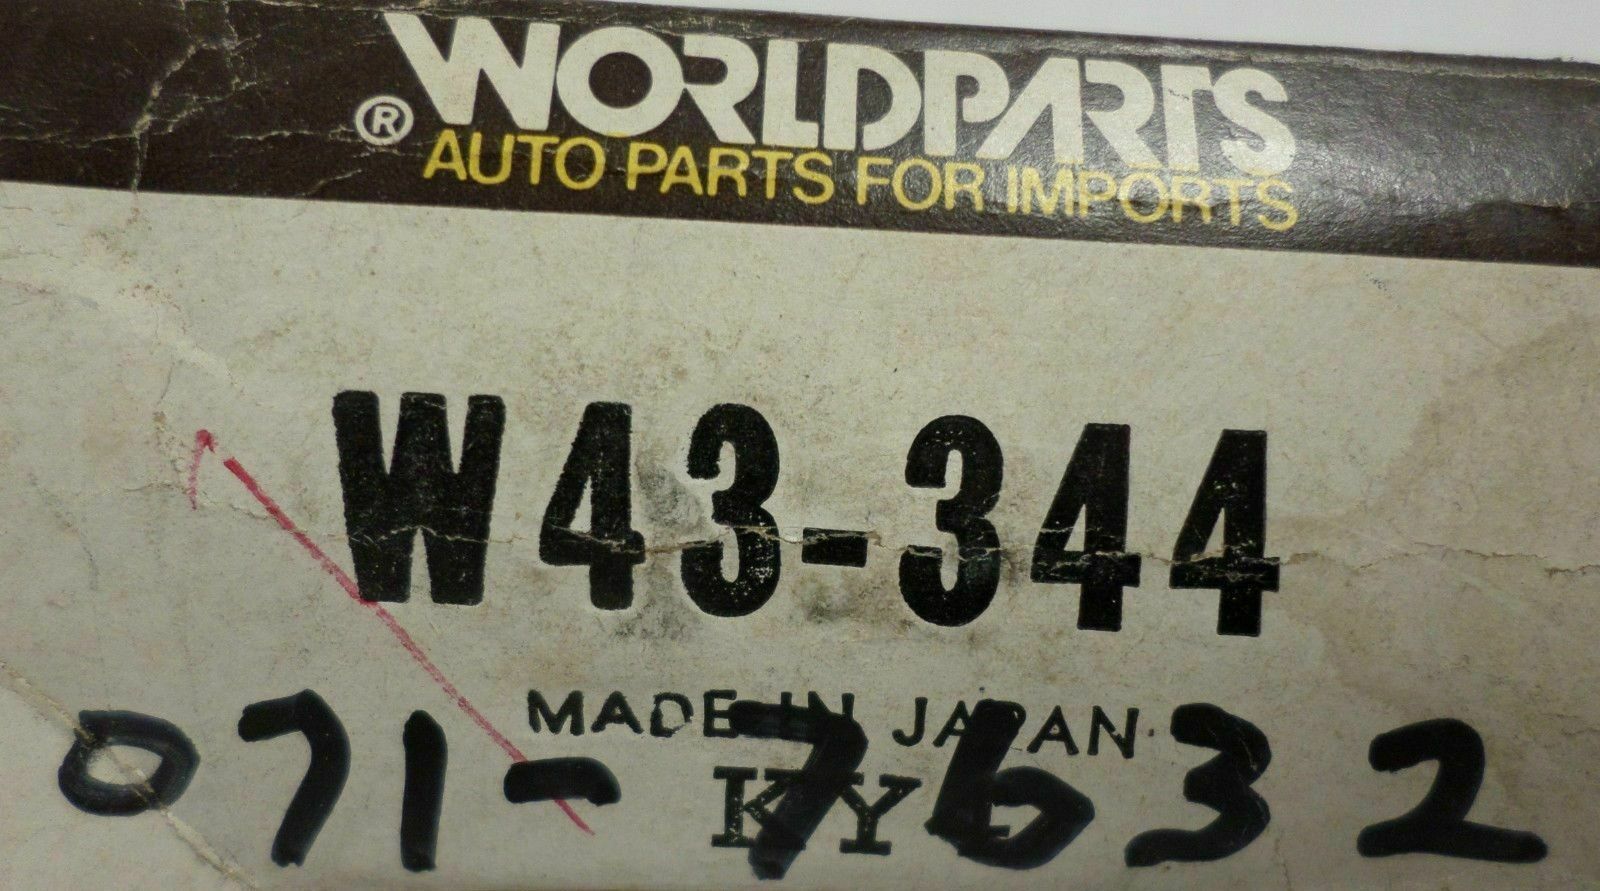 ® WORLDPARTS
AUTO PARTS FOR IMPORTS
W43-344
MADE IN JAPAN.
071-7632